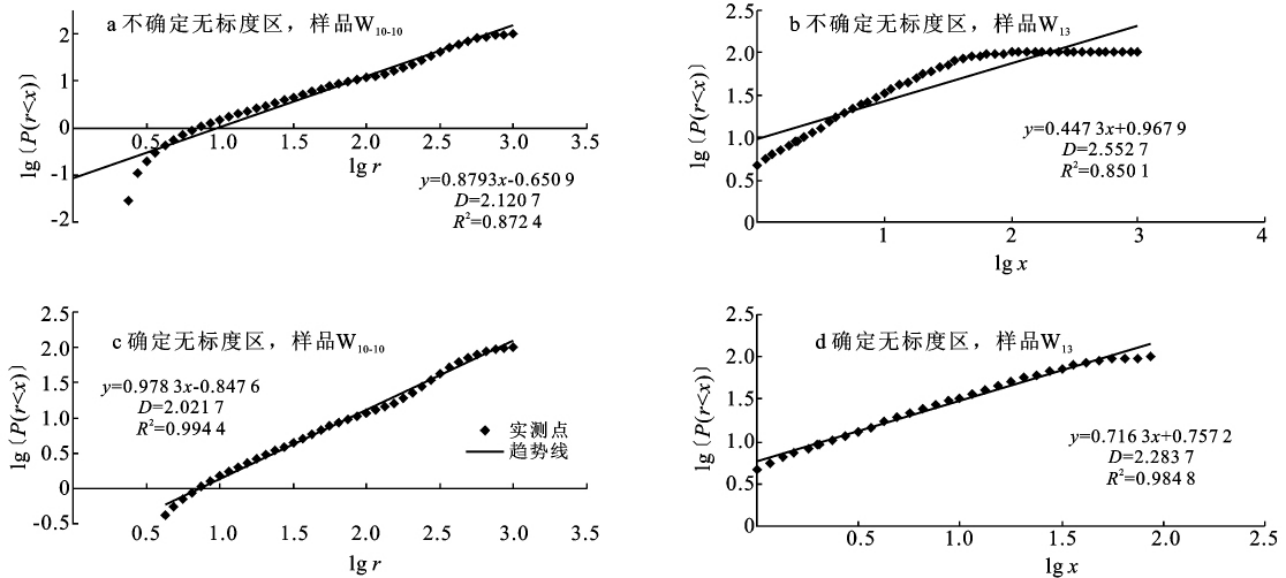 a 不确定无标度区，样品W10-10
lg〔P(r<x)〕
2
1
0
-1
-2
0.5
1.0
1.5
2.0
2.5
3.0
3.5
lg r
y=0.8793x-0.650 9
D=2.120 7
R²=0.872 4
b 不确定无标度区，样品W13
lg〔P(r<x)〕
2.5
2.0
1.5
1.0
0.5
0
1
2
3
4
lg x
y=0.447 3x+0.967 9
D=2.552 7
R²=0.850 1
c 确定无标度区，样品W10-10
lg〔P(r<x)〕
2.5
2.0
1.5
1.0
0.5
0
-0.5
0.5
1.0
1.5
2.0
2.5
3.0
3.5
lg r
y=0.978 3x-0.847 6
D=2.021 7
R²=0.994 4
实测点
趋势线
d 确定无标度区，样品W13
lg〔P(r<x)〕
2.5
2.0
1.5
1.0
0.5
0
0.5
1.0
1.5
2.0
2.5
lg x
y=0.716 3x+0.757 2
D=2.283 7
R²=0.984 8